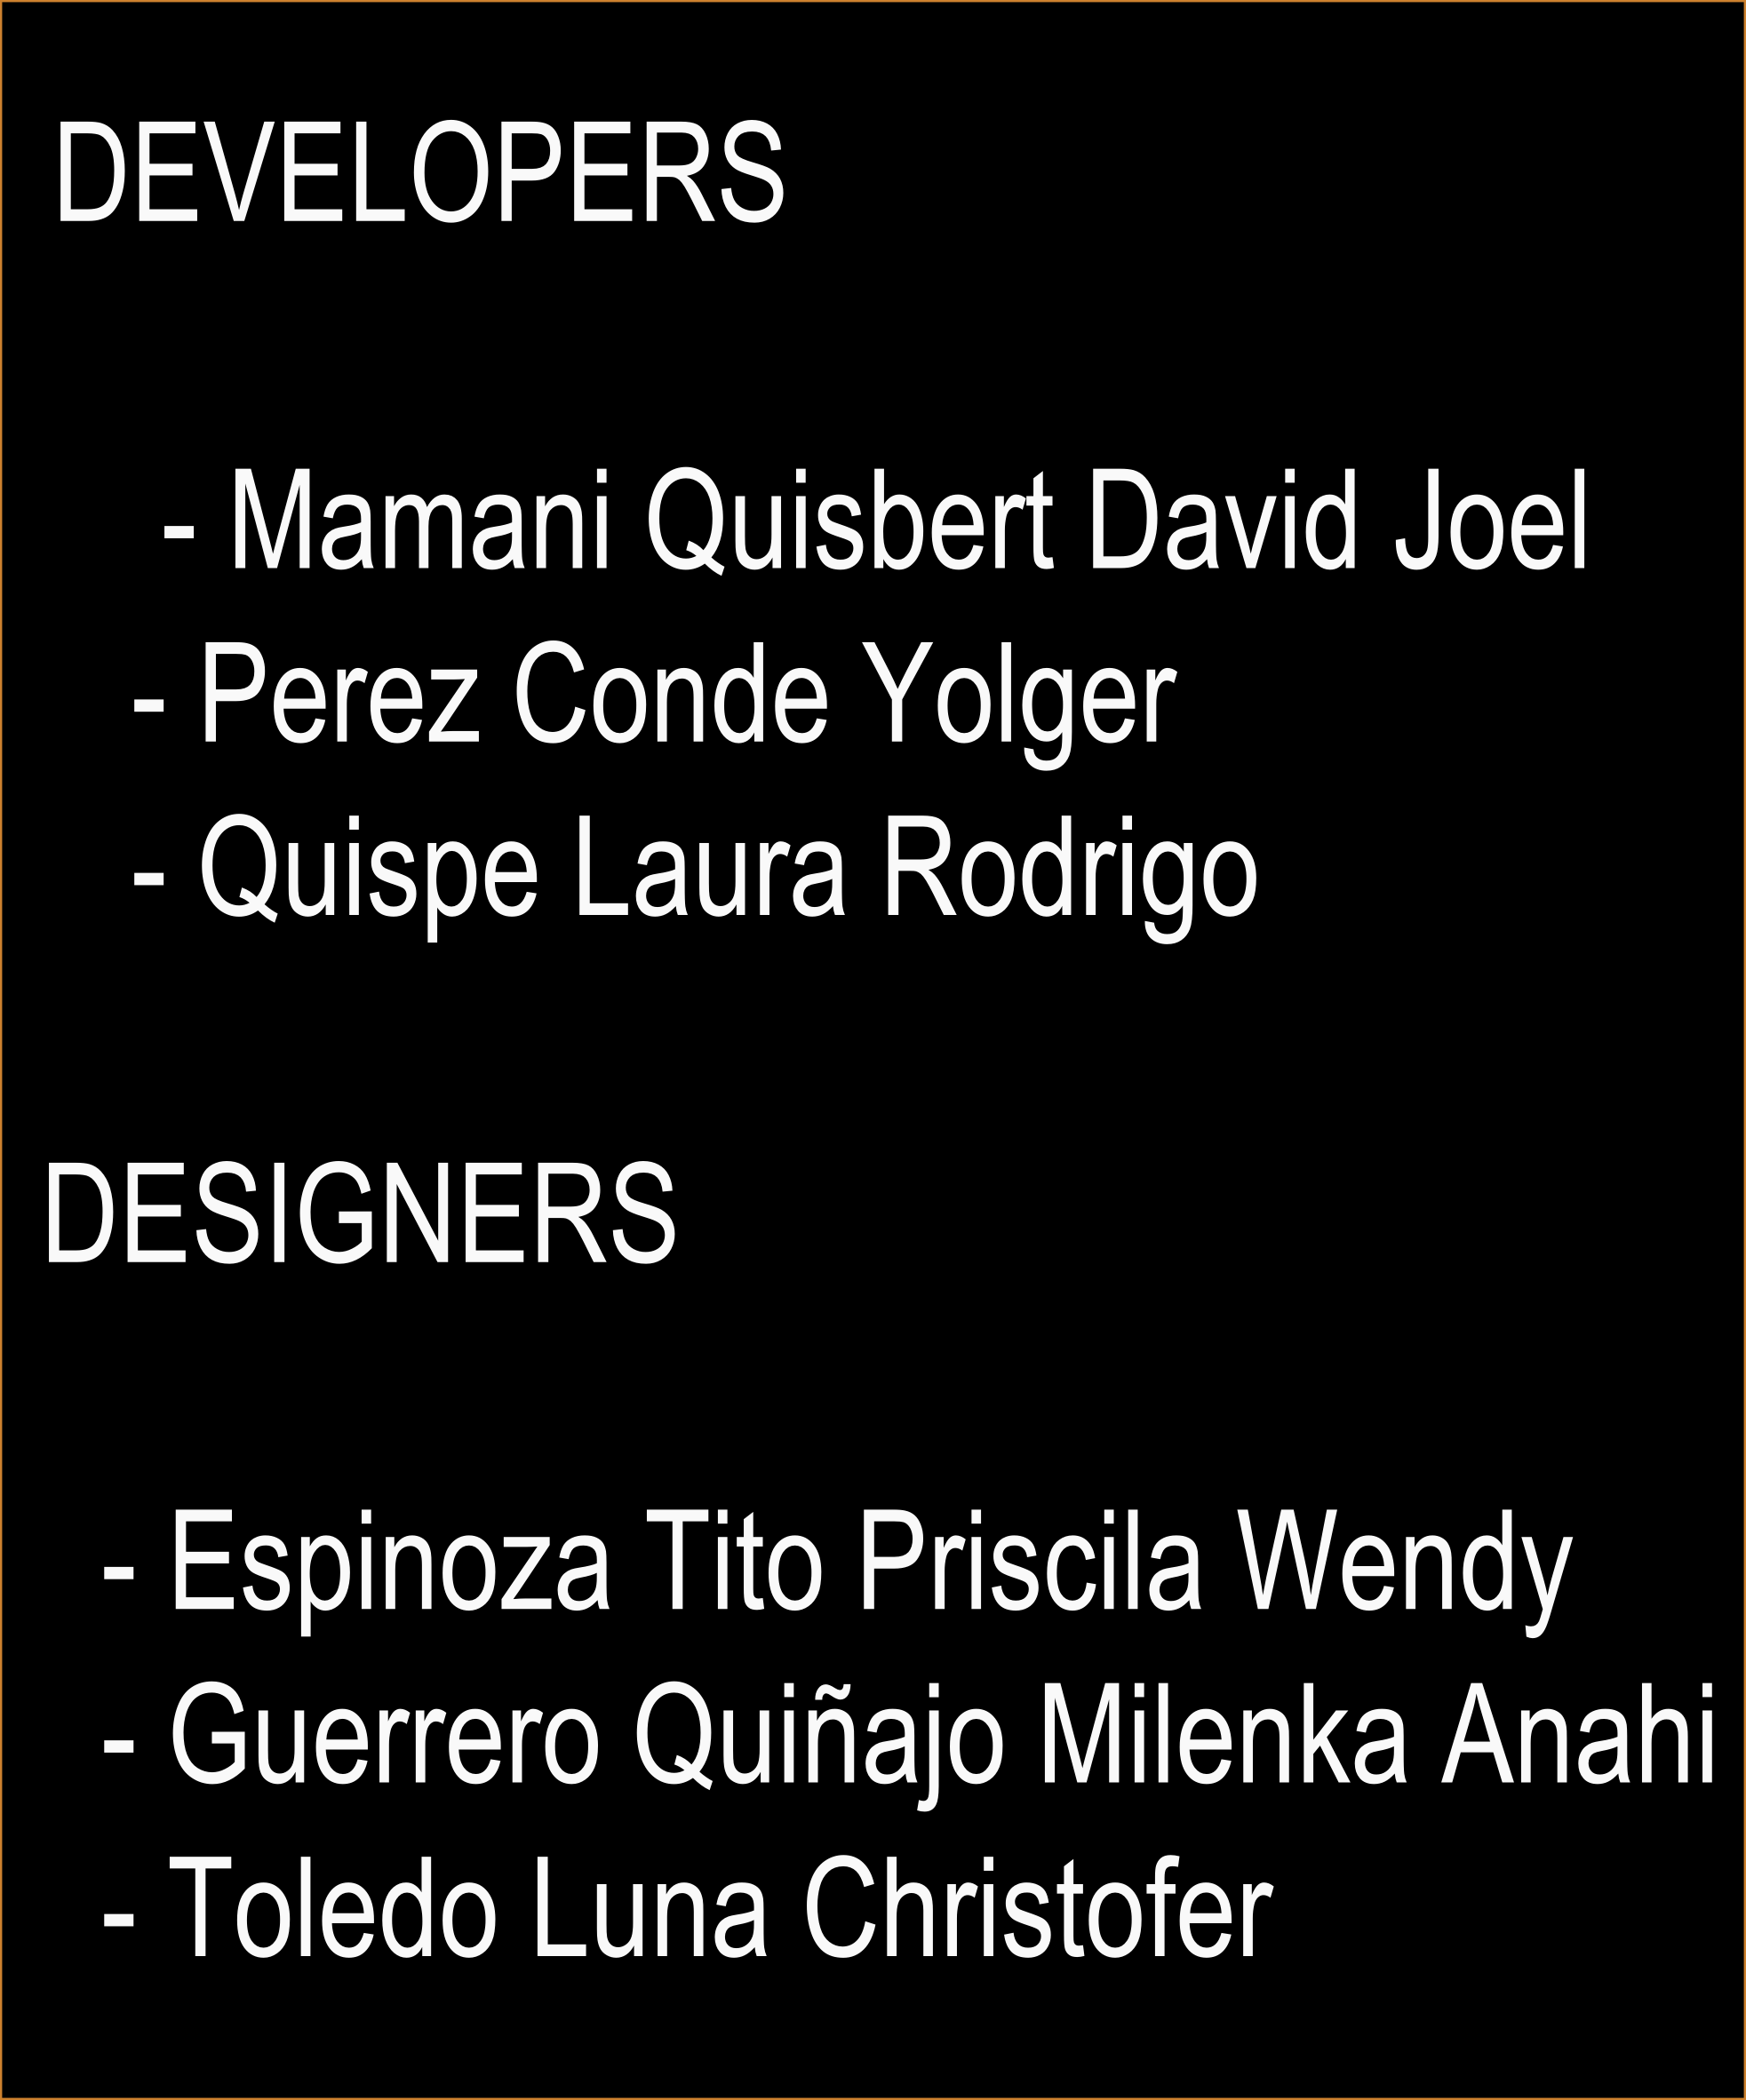 DEVELOPERS
- Mamani Quisbert David Joel
- Perez Conde Yolger
- Quispe Laura Rodrigo
DESIGNERS
- Espinoza Tito Priscila Wendy
- Guerrero Quiñajo Milenka Anahi
- Toledo Luna Christofer